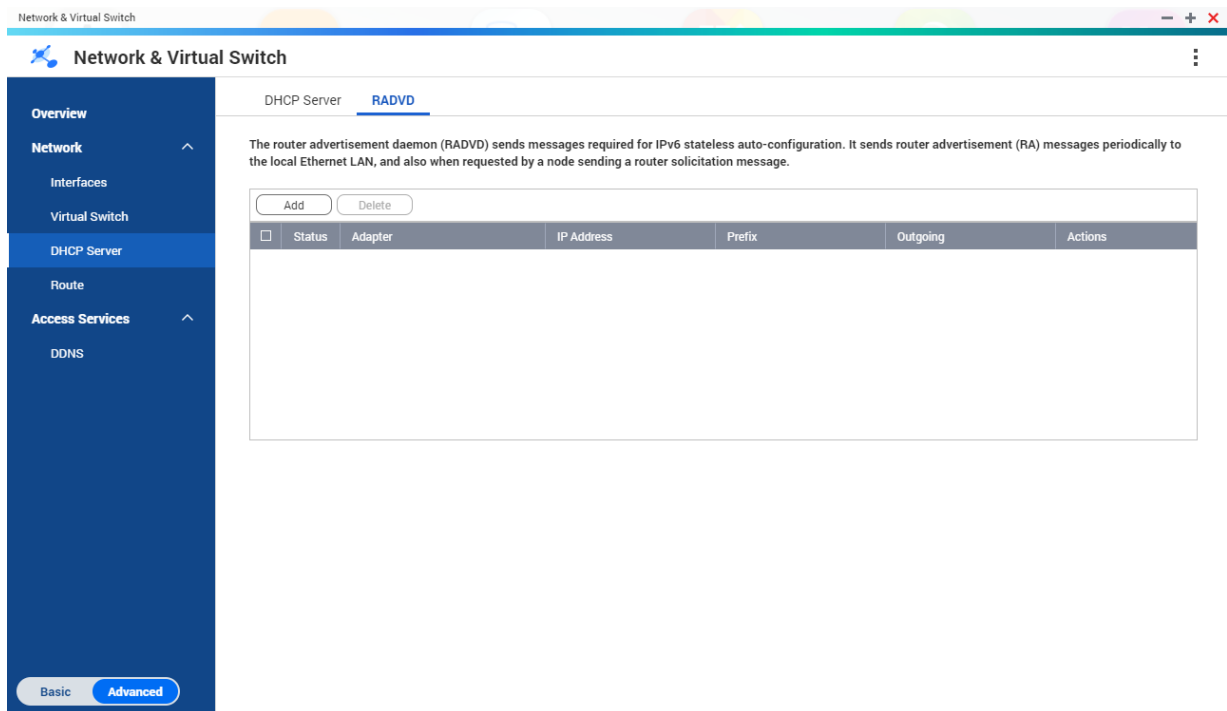 Network & Virtual Switch
Network & Virtual Switch
Overview
Network
Interfaces
Virtual Switch
DHCP Server
Route
Access Services
DDNS
Basic
Advanced
DHCP Server
RADVD
The router advertisement daemon (RADVD) sends messages required for IPv6 stateless auto-configuration. It sends router advertisement (RA) messages periodically to
the local Ethernet LAN, and also when requested by a node sending a router solicitation message.
Add
Delete
Status
Adapter
IP Address
Prefix
Outgoing
Actions